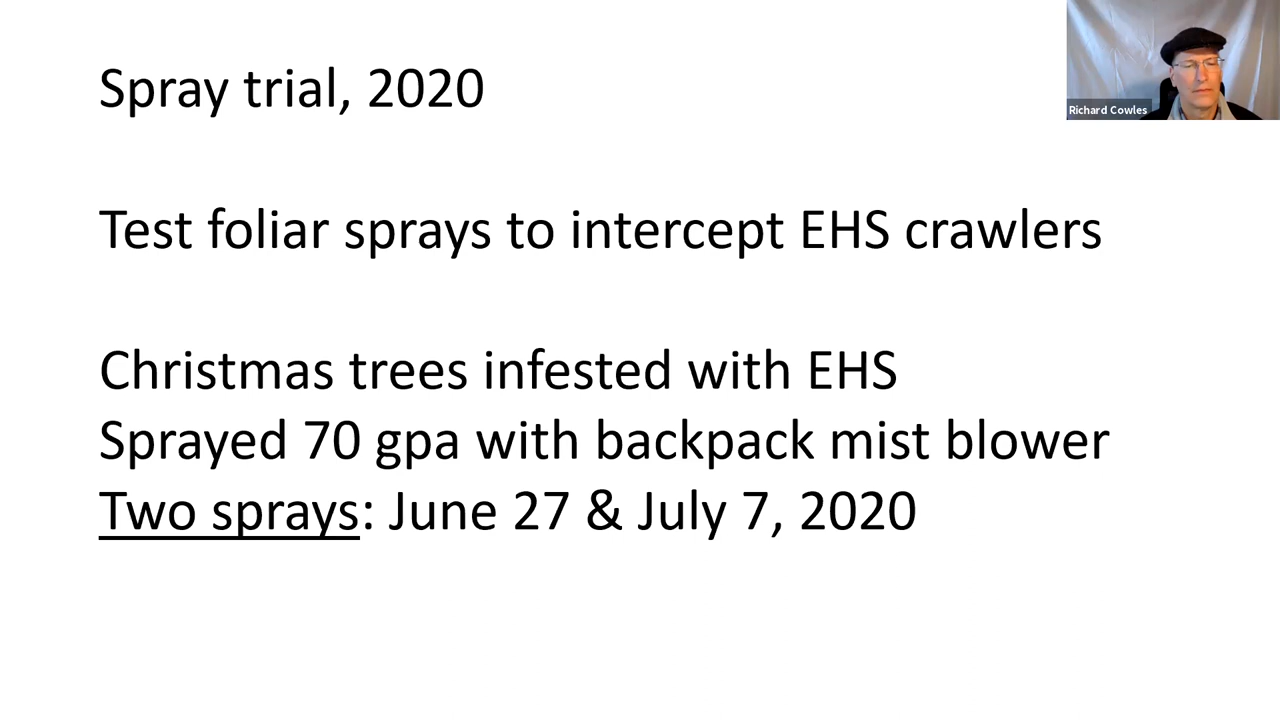 Spray trial, 2020
Richard Cowles
Test foliar sprays to intercept EHS crawlers
Christmas trees infested with EHS
Sprayed 70 gpa with backpack mist blower
Two sprays: June 27 & July 7, 2020